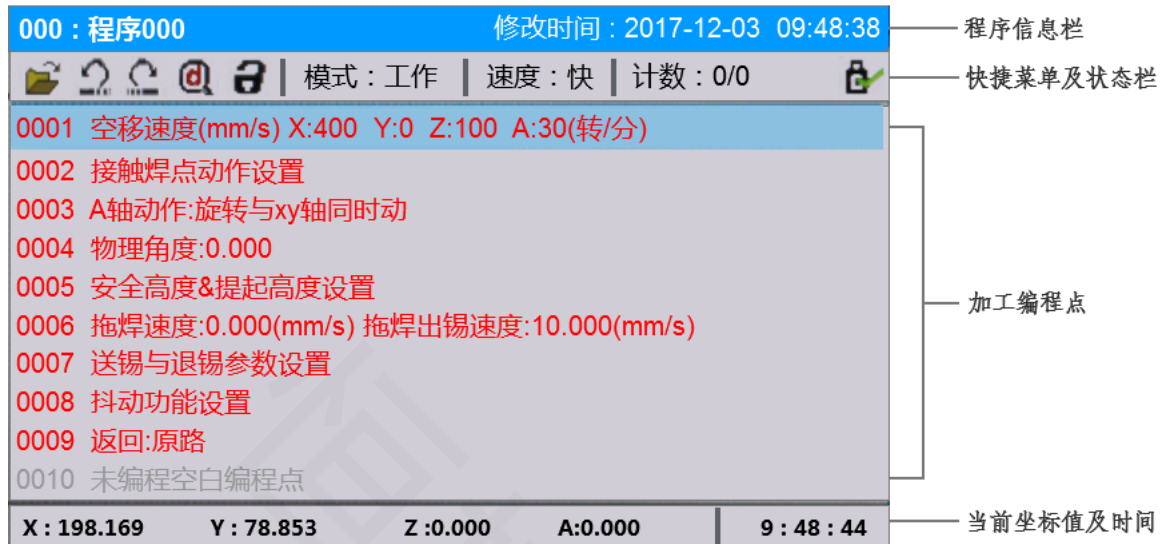 000：程序000 修改时间：2017-12-03 09:48:38
程序信息栏
模式：工作 速度：快 计数：0/0
快捷菜单及状态栏
0001 空移速度(mm/s) X:400 Y:0 Z:100 A:30(转/分)
0002 接触焊点动作设置
0003 A轴动作:旋转与xy轴同时动
0004 物理角度:0.000
0005 安全高度&提起高度设置
加工编程点
0006 拖焊速度:0.000(mm/s) 拖焊出锡速度:10.000(mm/s)
0007 送锡与退锡参数设置
0008 抖动功能设置
0009 返回:原路
0010 未编程空白编程点
X：198.169 Y：78.853 Z :0.000 A:0.000 9：48：44
当前坐标值及时间